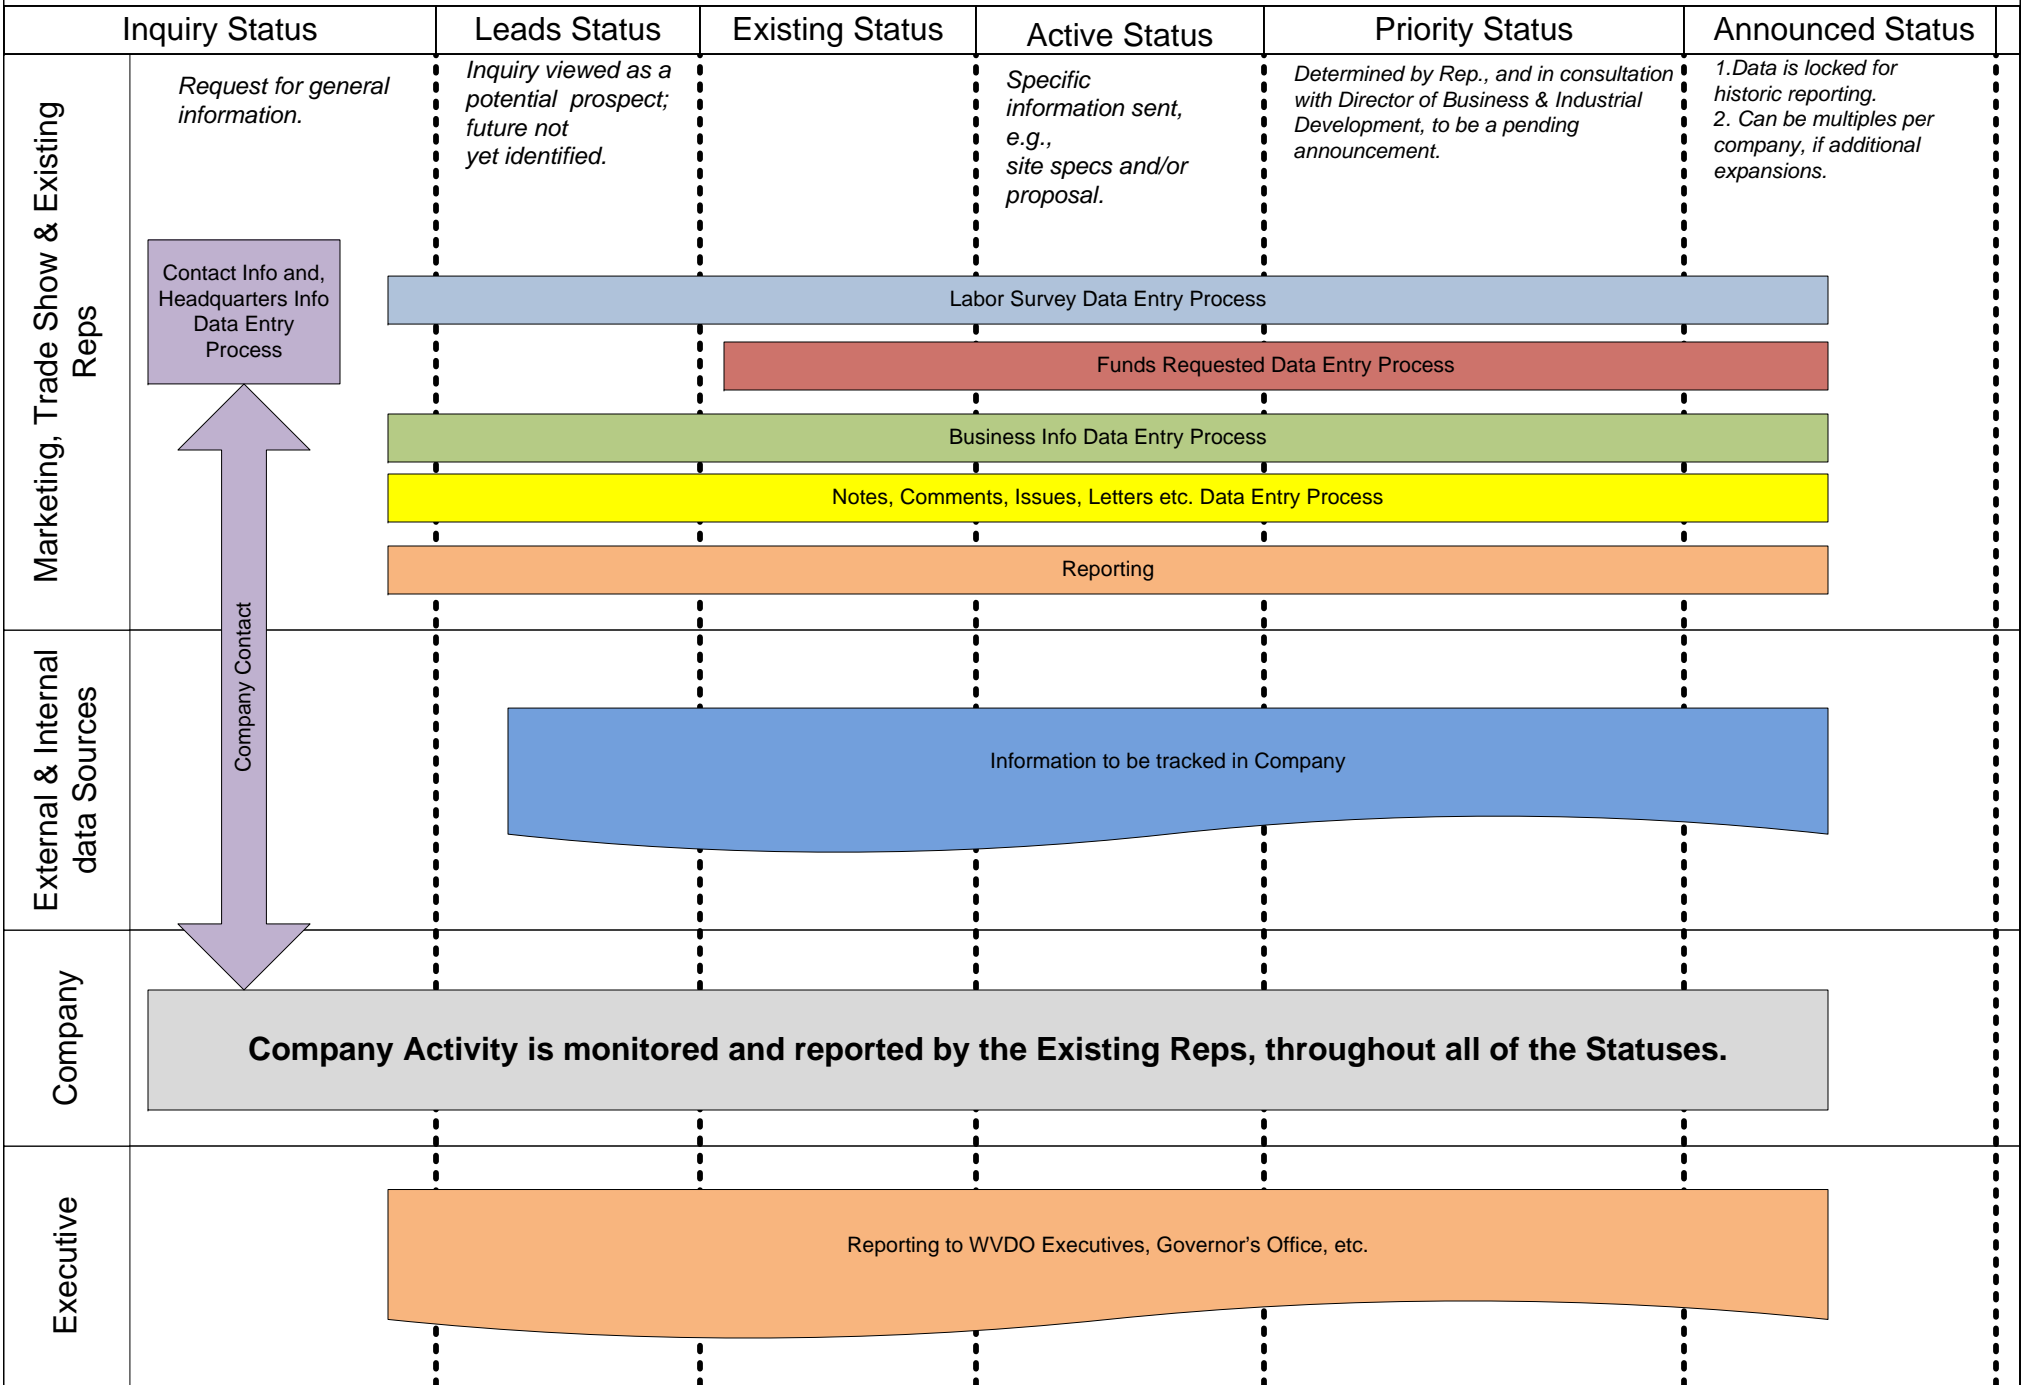 Inquiry Status
Leads Status
Existing Status
Active Status
Priority Status
Announced Status
Marketing, Trade Show & Existing
Reps
Request for general
information.
Inquiry viewed as a
potential prospect;
future not
yet identified.
Specific
information sent,
e.g.,
site specs and/or
proposal.
Determined by Rep., and in consultation
with Director of Business & Industrial
Development, to be a pending
announcement.
1.Data is locked for
historic reporting.
2. Can be multiples per
company, if additional
expansions.
Contact Info and,
Headquarters Info
Data Entry
Process
Labor Survey Data Entry Process
Funds Requested Data Entry Process
Business Info Data Entry Process
Notes, Comments, Issues, Letters etc. Data Entry Process
Reporting
Company Contact
External & Internal
data Sources
Information to be tracked in Company
Company
Company Activity is monitored and reported by the Existing Reps, throughout all of the Statuses.
Executive
Reporting to WVDO Executives, Governor’s Office, etc.